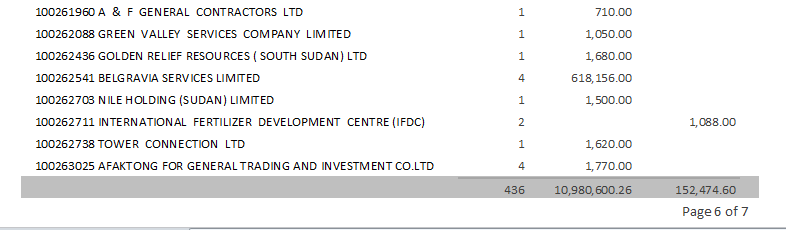 100261960 A & F GENERAL CONTRACTORS LTD 1 710.00
100262088 GREEN VALLEY SERVICES COMPANY LIMITED 1 1,050.00
100262436 GOLDEN RELIEF RESOURCES ( SOUTH SUDAN) LTD 1 1,680.00
100262541 BELGRAVIA SERVICES LIMITED 4 618,156.00
100262703 NILE HOLDING (SUDAN) LIMITED 1 1,500.00
100262711 INTERNATIONAL FERTILIZER DEVELOPMENT CENTRE (IFDC) 2 1,088.00
100262738 TOWER CONNECTION LTD 1 1,620.00
100263025 AFAKTONG FOR GENERAL TRADING AND INVESTMENT CO.LTD 4 1,770.00
436 10,980,600.26 152,474.60
Page 6 of 7